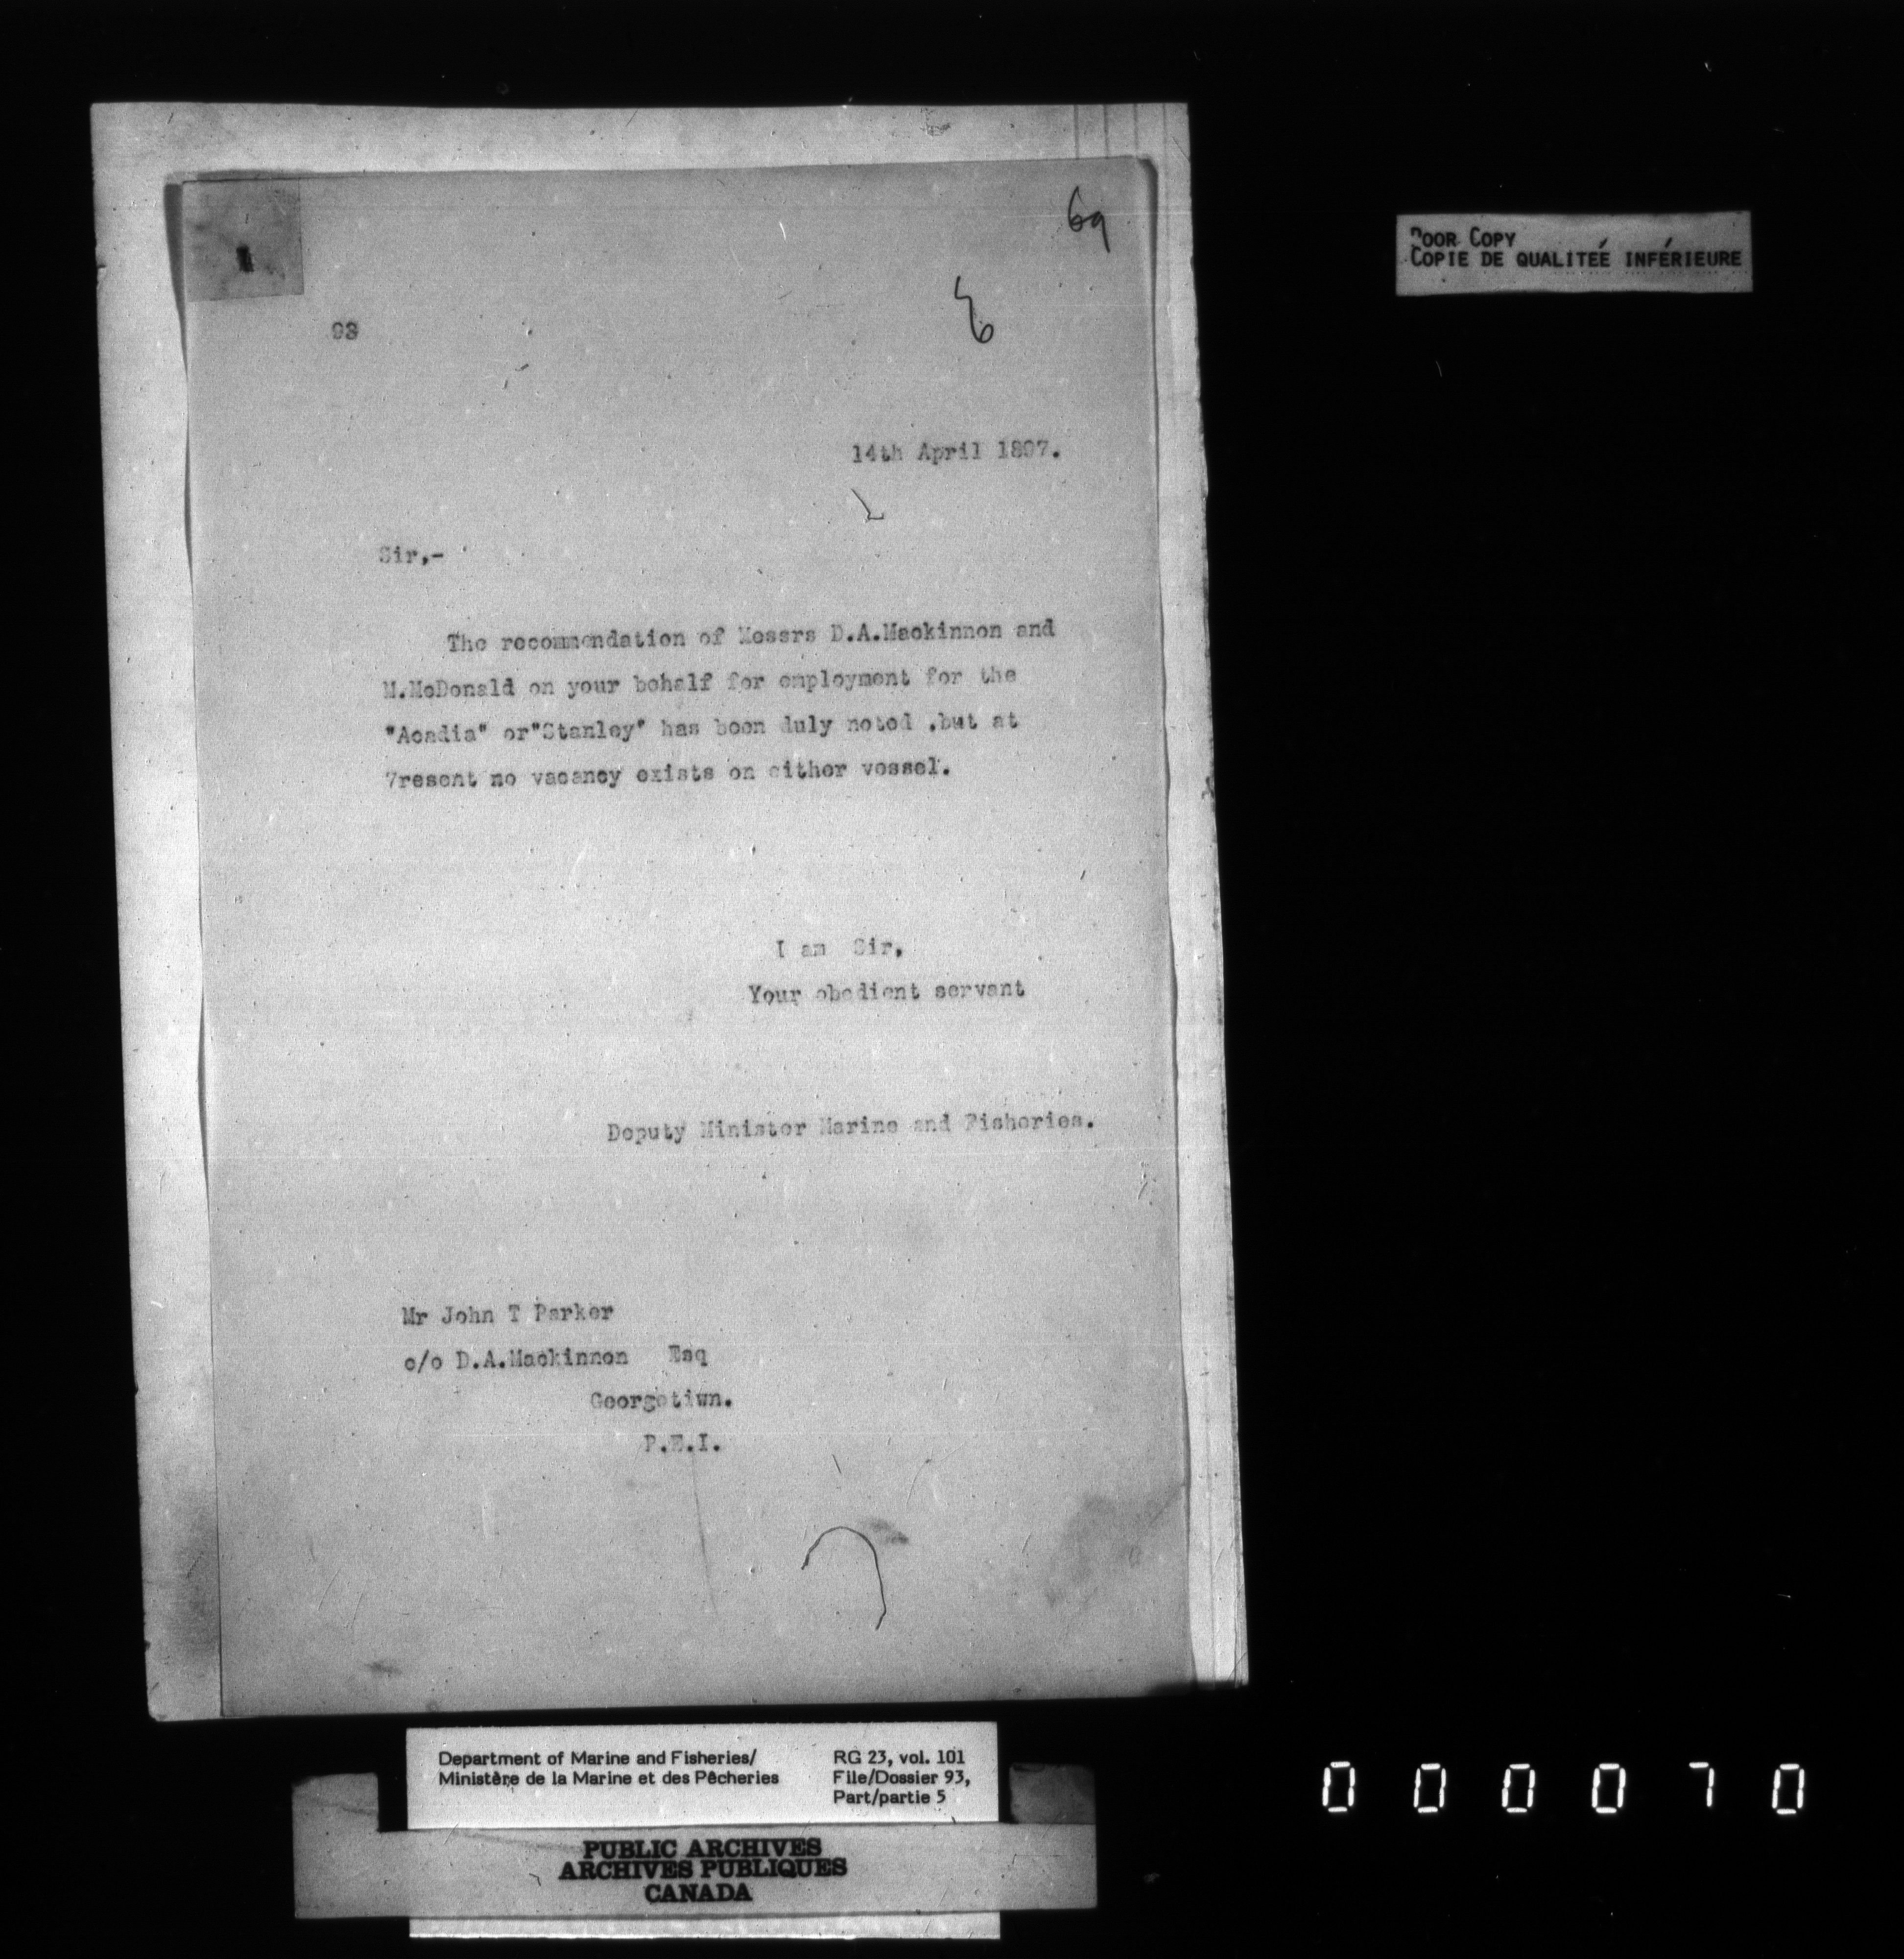 69
93
14th April 1897.
Sir,-
The recommendation of Messrs D.A.Mackinnon and
M.McDonald on your behalf for employment for the
"Acadia" or"Stanley" has been duly noted .but at
7resent no vacancy exists on either vessel.
I am Sir,
Your obedient servant
Deputy Minister Marine and Fisheries.
Mr John T Parker
c/o D.A.Mackinnon Esq
Georgetiwn.
P.E.I.
POOR COPY
COPIE DE QUALITÉE INFÉRIEURE
Department of Marine and Fisheries/
Ministère de la Marine et des Pêcheries
RG 23, vol. 101
File/Dossier 93,
Part/partie 5
PUBLIC ARCHIVES
ARCHIVES PUBLIQUES
CANADA
000070